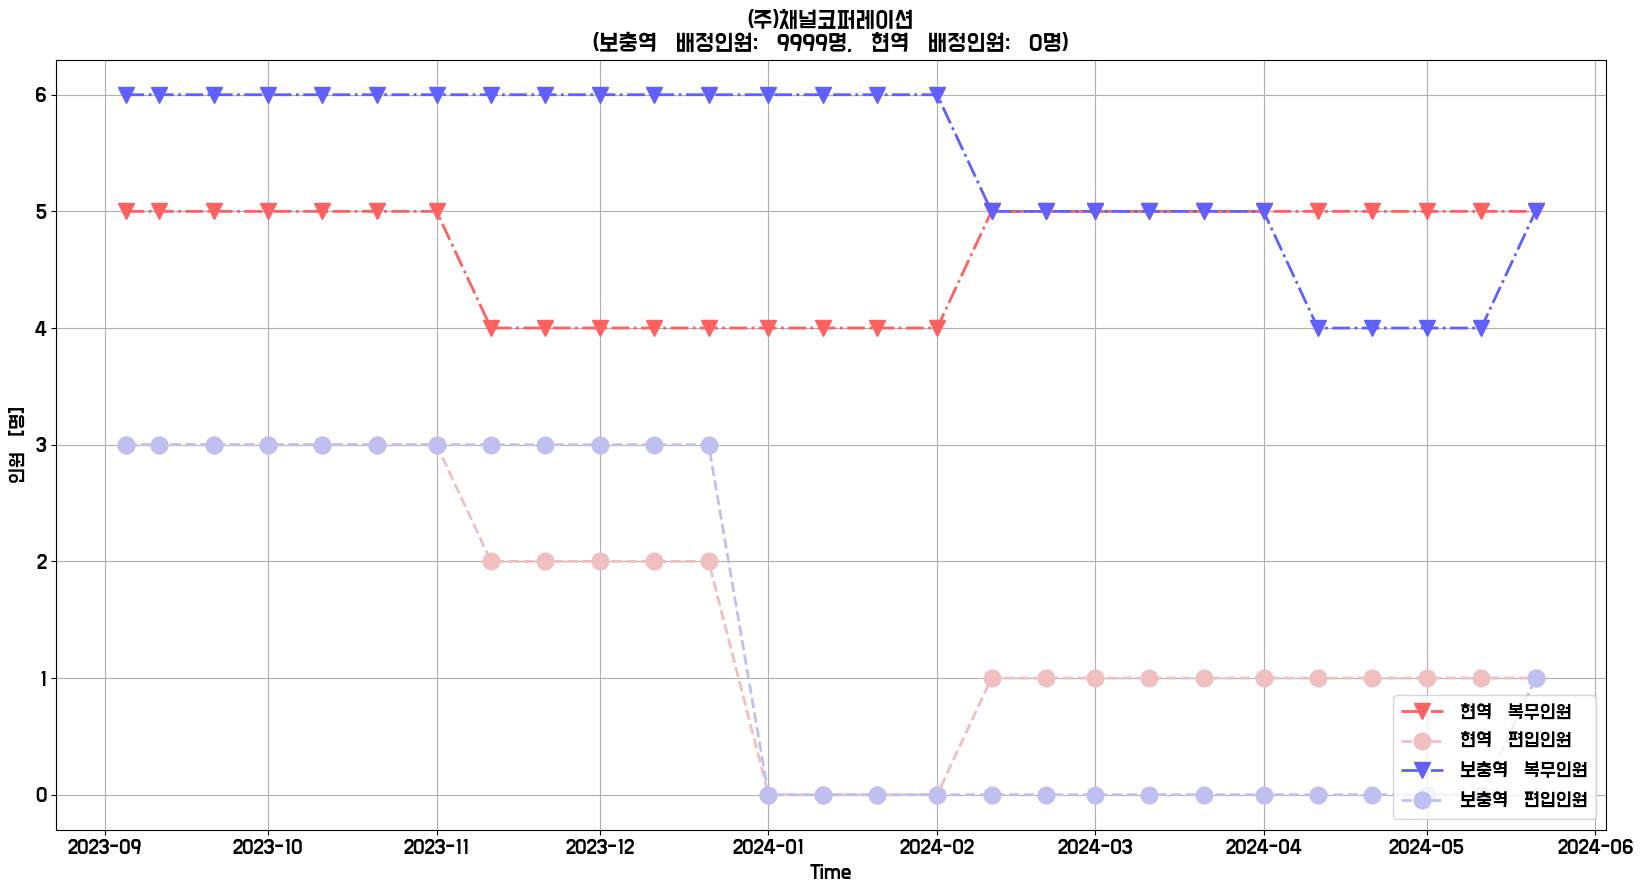 (주)채널코퍼레이션
(보충역 배정인원: 9999명, 현역 배정인원: 0명)
인원 [명]
6
5
4
3
2
1
0
현역 복무인원
현역 편입인원
보충역 복무인원
보충역 편입인원
2023-09 2023-10 2023-11 2023-12 2024-01 2024-02 2024-03 2024-04 2024-05 2024-06
Time